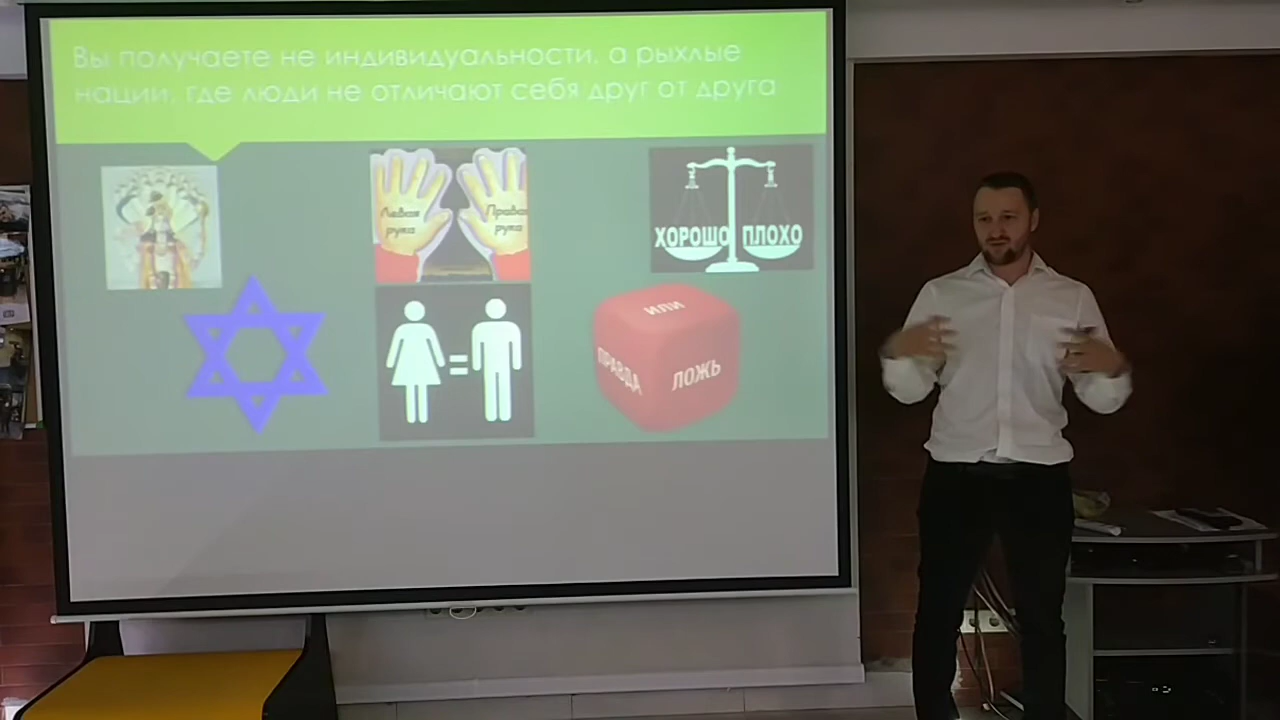 Вы получаете не индивидуальности, а рыхлые
нации, где люди не отличают себя друг от друга
Левая
рука
Правая
рука
ХОРОШО ПЛОХО
ИЛИ
ПРАВДА
ЛОЖЬ